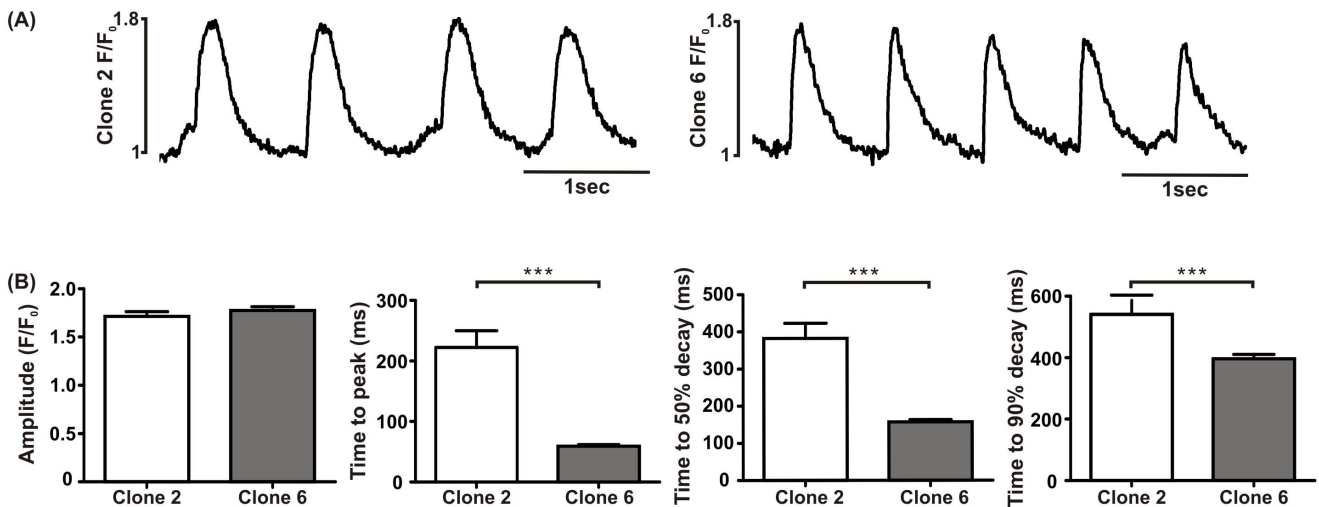 (A)
Clone 2 F/F₀
1.8
1
1sec
Clone 6 F/F₀
1.8
1
1sec
(B)
Amplitude (F/F₀)
2.0
1.5
1.0
0.5
0
Clone 2 Clone 6
Time to peak (ms)
300
200
100
0
***
Clone 2 Clone 6
Time to 50% decay (ms)
500
400
300
200
100
0
***
Clone 2 Clone 6
Time to 90% decay (ms)
600
400
200
0
***
Clone 2 Clone 6